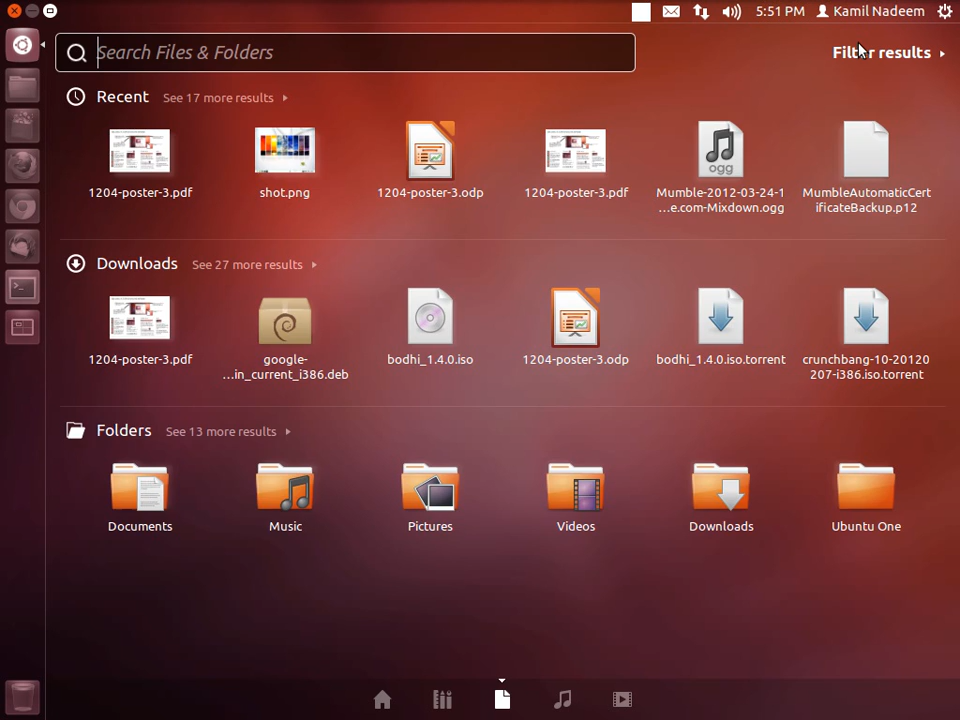 5:51 PM Kamil Nadeem
Search Files & Folders
Filter results
Recent See 17 more results
1204-poster-3.pdf
shot.png
1204-poster-3.odp
1204-poster-3.pdf
ogg
Mumble-2012-03-24-1
...e.com-Mixdown.ogg
MumbleAutomaticCert
ificateBackup.p12
Downloads See 27 more results
1204-poster-3.pdf
google-
...in_current_i386.deb
bodhi_1.4.0.iso
1204-poster-3.odp
bodhi_1.4.0.iso.torrent
crunchbang-10-20120
207-i386.iso.torrent
Folders See 13 more results
Documents
Music
Pictures
Videos
Downloads
Ubuntu One